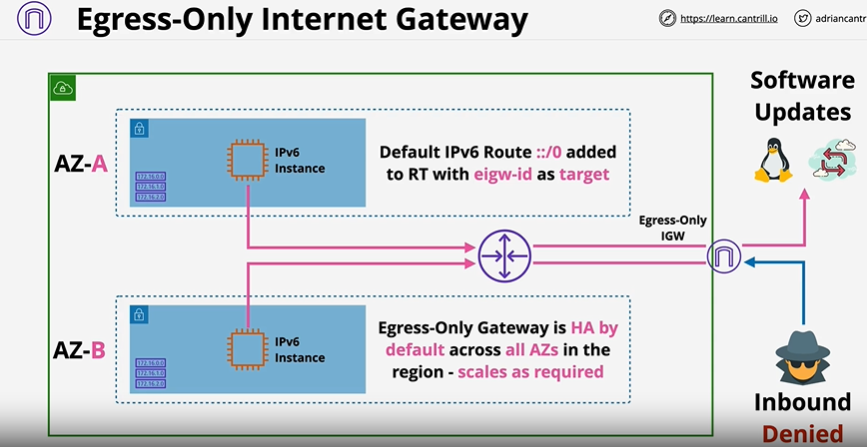 Egress-Only Internet Gateway
https://learn.cantrill.io
adriancantr
Software
Updates
AZ-A
IPv6
Instance
172.16.0.0
172.16.1.0
172.16.2.0
Default IPv6 Route ::/0 added
to RT with eigw-id as target
Egress-Only
IGW
AZ-B
IPv6
Instance
172.16.0.0
172.16.1.0
172.16.2.0
Egress-Only Gateway is HA by
default across all AZs in the
region - scales as required
Inbound
Denied